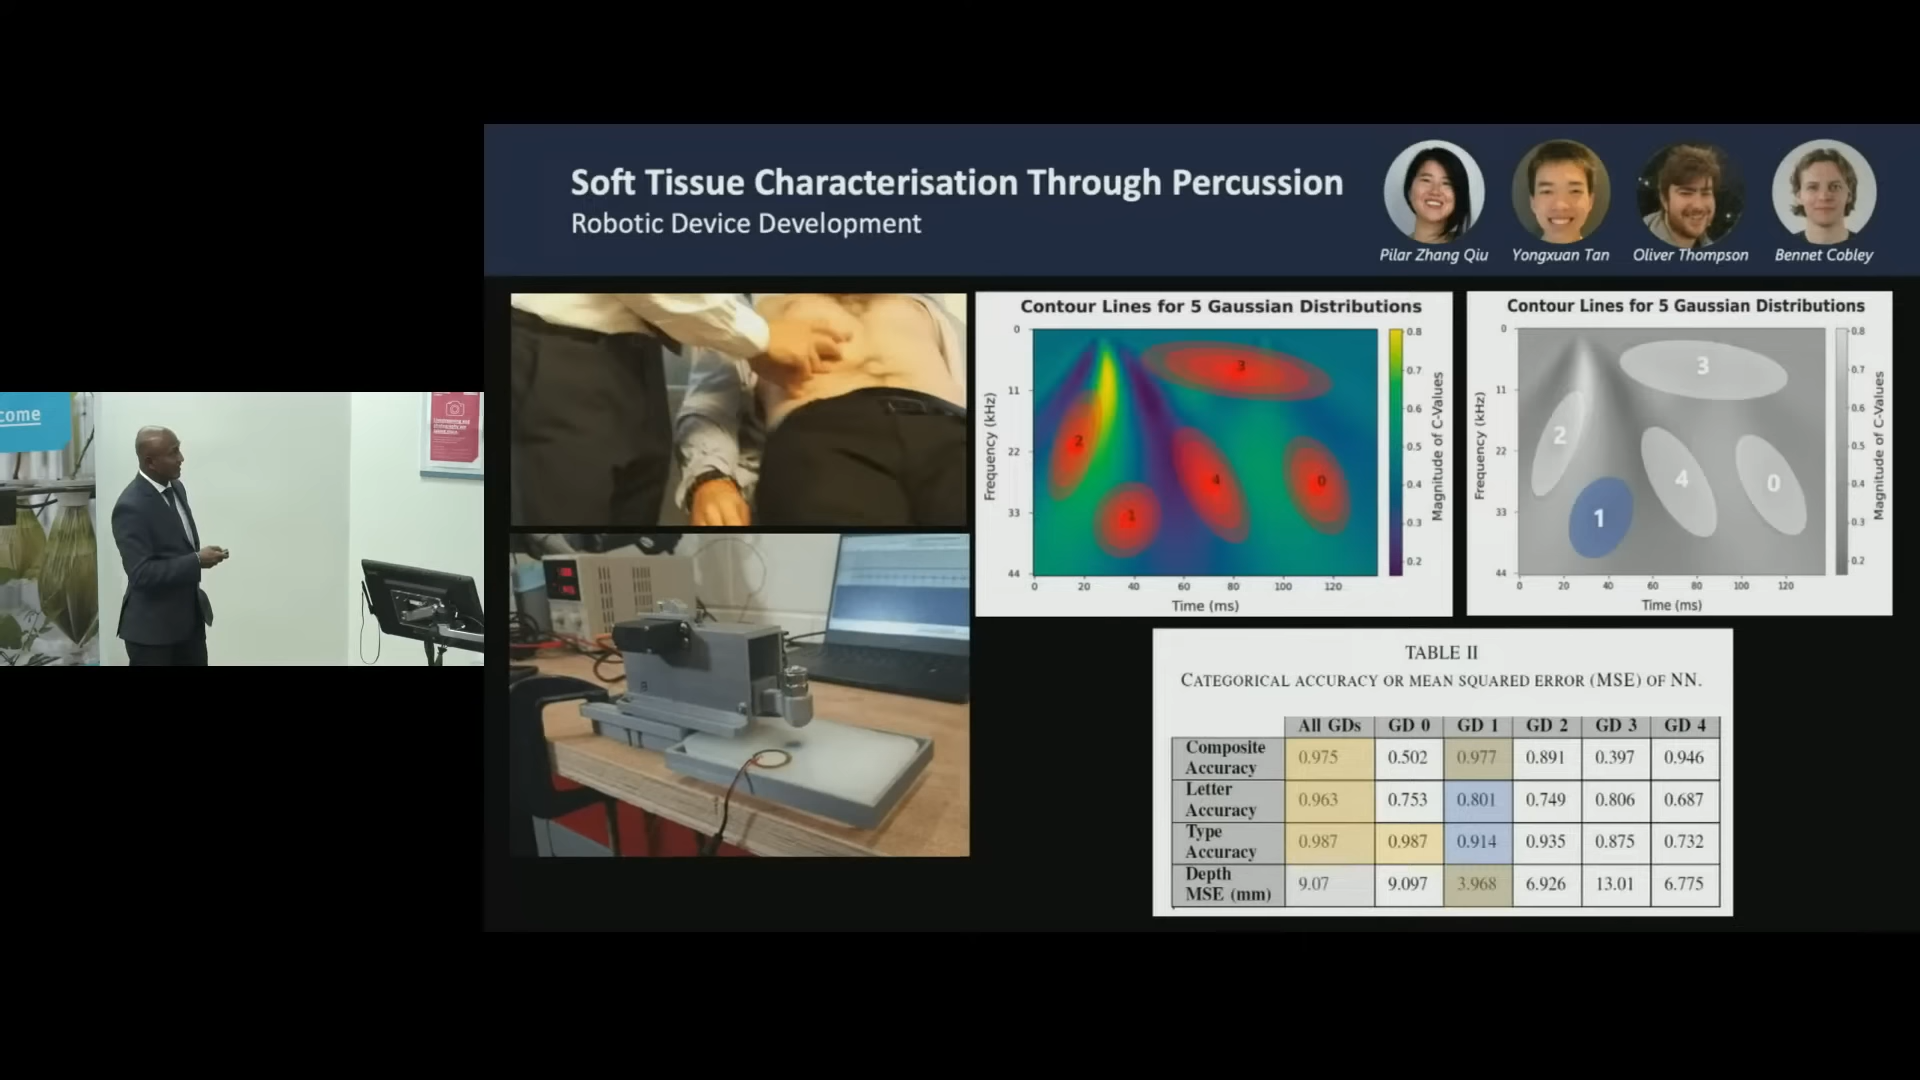 come
Soft Tissue Characterisation Through Percussion
Robotic Device Development
Pilar Zhang Qiu
Yongxuan Tan
Oliver Thompson
Bennet Cobley
Contour Lines for 5 Gaussian Distributions
Frequency (kHz)
0
11
22
33
44
3
2
4
0
1
0 20 40 60 80 100 120
Time (ms)
0.8
0.7
0.6
0.5
0.4
0.3
0.2
Magnitude of C-Values
Contour Lines for 5 Gaussian Distributions
Frequency (kHz)
0
11
22
33
44
3
2
4
0
1
0 20 40 60 80 100 120
Time (ms)
0.8
0.7
0.6
0.5
0.4
0.3
0.2
Magnitude of C-Values
TABLE II
CATEGORICAL ACCURACY OR MEAN SQUARED ERROR (MSE) OF NN.
All GDs GD 0 GD 1 GD 2 GD 3 GD 4
Composite Accuracy 0.975 0.502 0.977 0.891 0.397 0.946
Letter Accuracy 0.963 0.753 0.801 0.749 0.806 0.687
Type Accuracy 0.987 0.987 0.914 0.935 0.875 0.732
Depth MSE (mm) 9.07 9.097 3.968 6.926 13.01 6.775